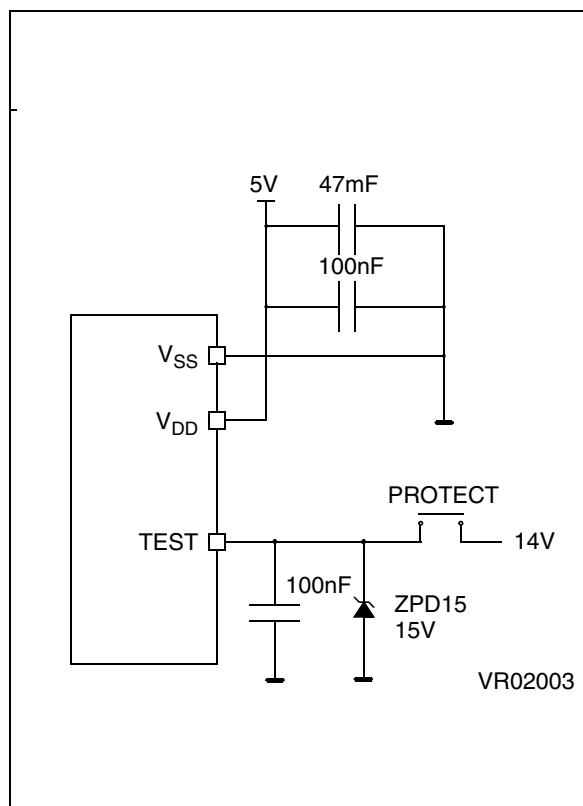 5V
47mF
100nF
VSS
VDD
PROTECT
TEST
14V
100nF
ZPD15
15V
VR02003